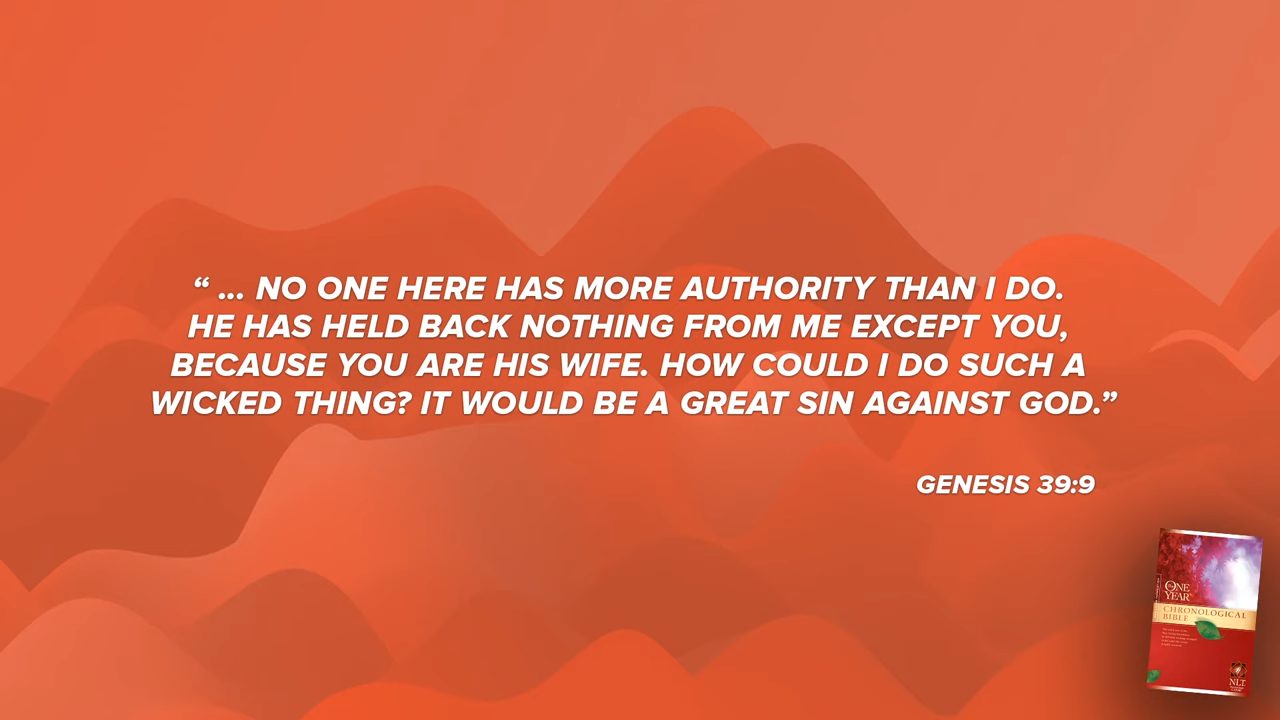 “ ... NO ONE HERE HAS MORE AUTHORITY THAN I DO.
HE HAS HELD BACK NOTHING FROM ME EXCEPT YOU,
BECAUSE YOU ARE HIS WIFE. HOW COULD I DO SUCH A
WICKED THING? IT WOULD BE A GREAT SIN AGAINST GOD.”
GENESIS 39:9
ONE
YEAR
CHRONOLOGICAL
BIBLE
NLT